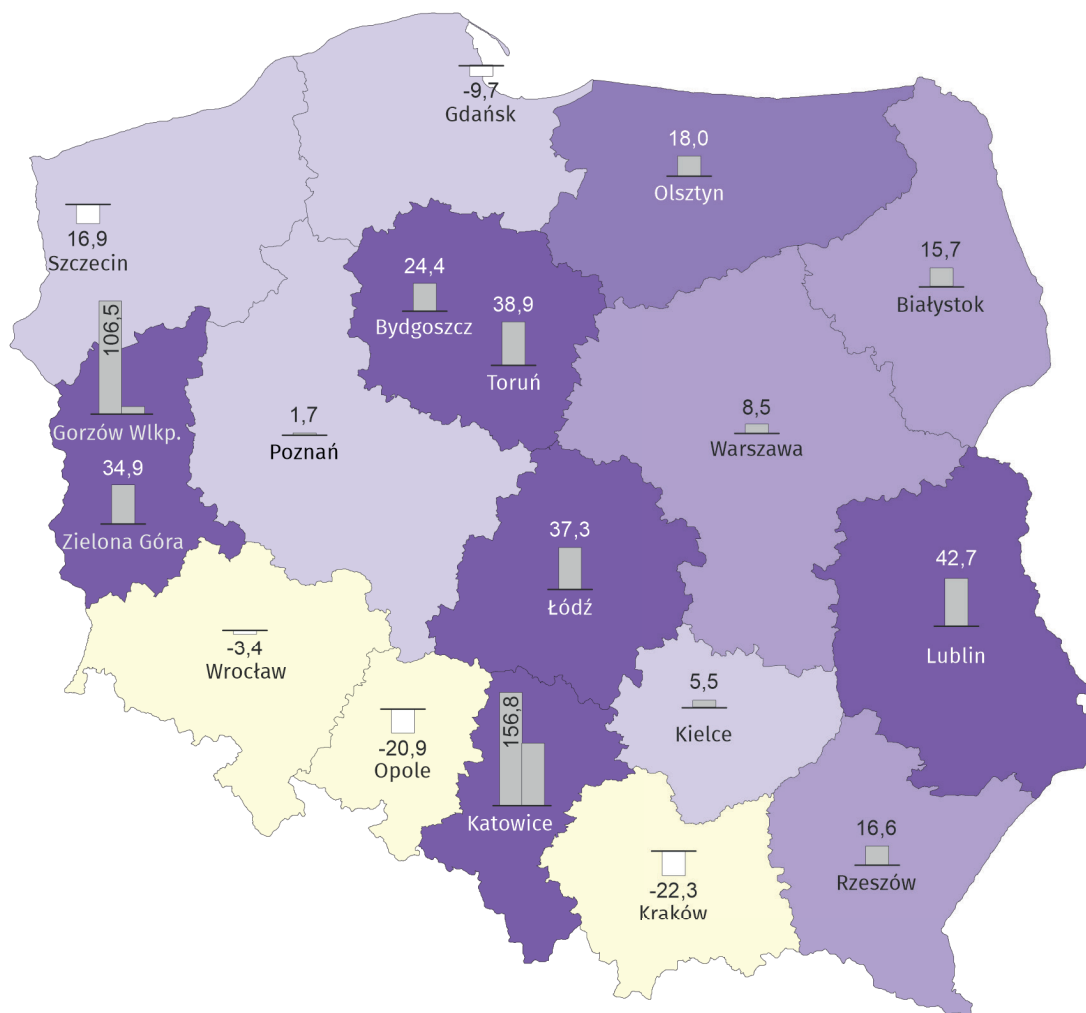 -9,7
Gdańsk
18,0
Olsztyn
16,9
Szczecin
15,7
Białystok
24,4
Bydgoszcz
38,9
Toruń
106,5
Gorzów Wlkp.
1,7
Poznań
8,5
Warszawa
34,9
Zielona Góra
37,3
Łódź
42,7
Lublin
-3,4
Wrocław
5,5
Kielce
-20,9
Opole
156,8
Katowice
16,6
Rzeszów
-22,3
Kraków